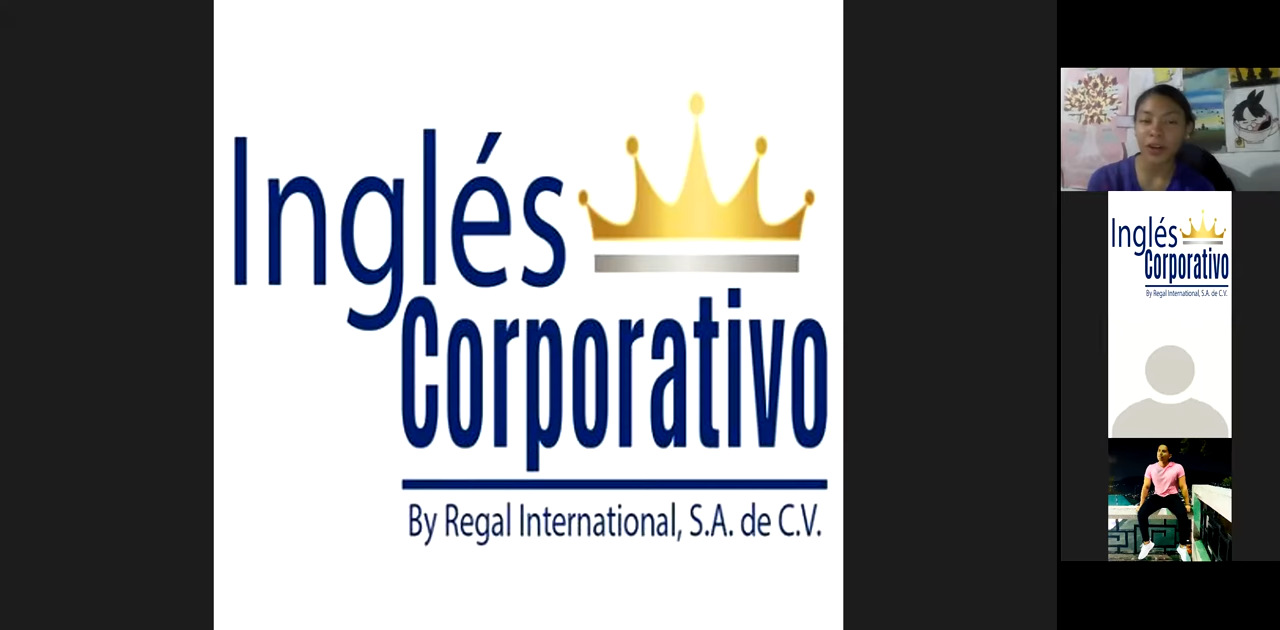 Inglés
Corporativo
By Regal International, S.A. de C.V.
Inglés
Corporativo
By Regal International, S.A. de C.V.